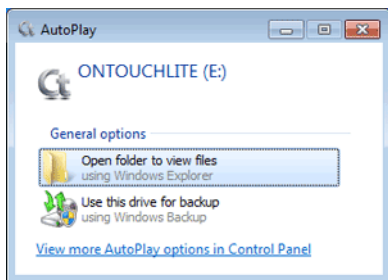 AutoPlay
Ct ONTOUCHLITE (E:)
General options
Open folder to view files
using Windows Explorer
Use this drive for backup
using Windows Backup
View more AutoPlay options in Control Panel